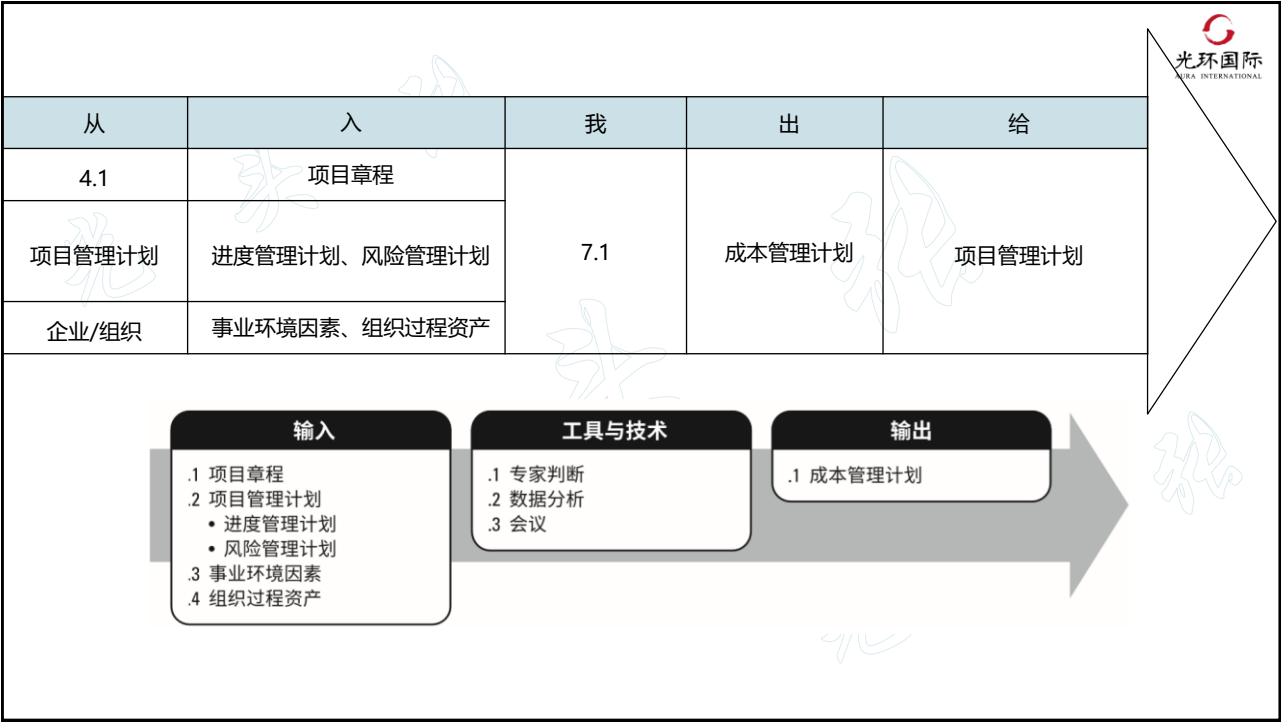 光环国际
AURA INTERNATIONAL
从 入 我 出 给
4.1 项目章程
项目管理计划 进度管理计划、风险管理计划 7.1 成本管理计划 项目管理计划
企业/组织 事业环境因素、组织过程资产
输入
.1 项目章程
.2 项目管理计划
• 进度管理计划
• 风险管理计划
.3 事业环境因素
.4 组织过程资产
工具与技术
.1 专家判断
.2 数据分析
.3 会议
输出
.1 成本管理计划